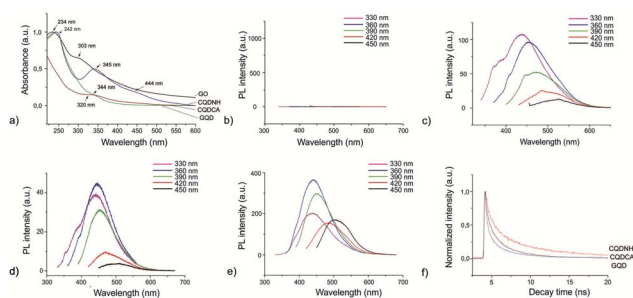 234 nm
242 nm
303 nm
345 nm
444 nm
344 nm
320 nm
GO
CQDNH
CQDCA
GQD
Absorbance (a.u.)
1,0
0,5
0,0
250 300 350 400 450 500 550 600
Wavelength (nm)
a)
330 nm
360 nm
390 nm
420 nm
450 nm
PL intensity (a.u.)
1250
1000
500
250
0
300 400 500 600 700
Wavelength (nm)
b)
330 nm
360 nm
390 nm
420 nm
450 nm
PL intensity (a.u.)
100
50
0
400 500 600
Wavelength (nm)
c)
330 nm
360 nm
390 nm
420 nm
450 nm
PL intensity (a.u.)
40
20
0
300 400 500 600 700
Wavelength (nm)
d)
330 nm
360 nm
390 nm
420 nm
450 nm
PL intensity (a.u.)
400
300
200
100
0
300 400 500 600 700
Wavelength (nm)
e)
Normalized intensity (a.u.)
1,0
0,5
0,0
5 10 15 20
CQDNH
CQDCA
GQD
Decay time (ns)
f)